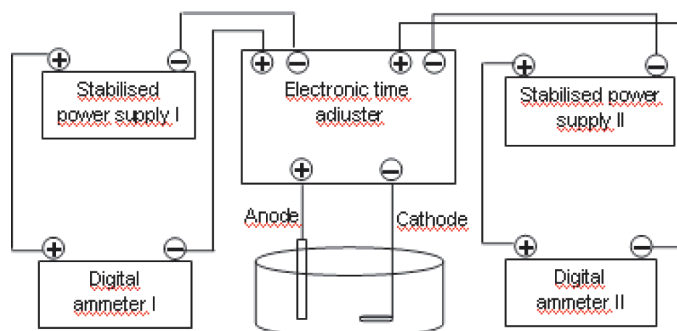 Stabilised
power supply I
Electronic time
adjuster
Stabilised power
supply II
Anode
Cathode
Digital
ammeter I
Digital
ammeter II